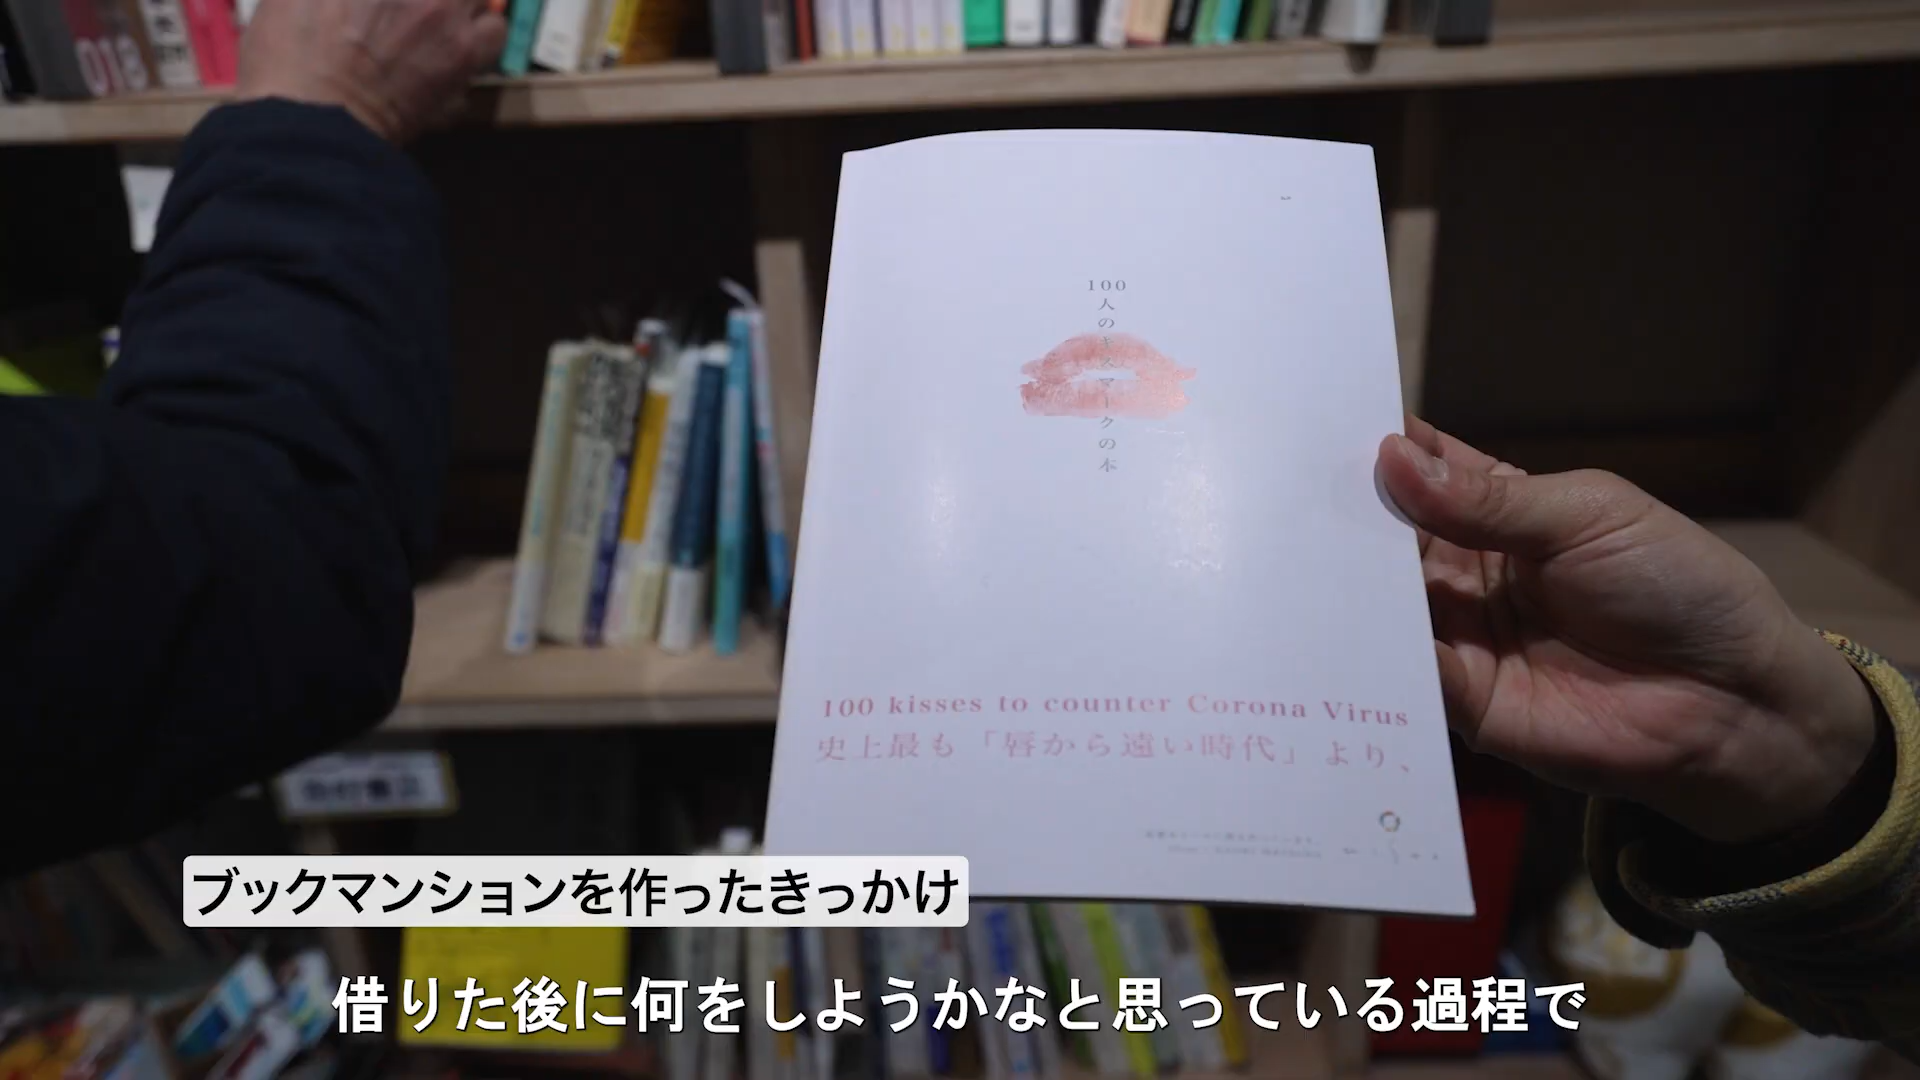 018
100人のキスマークの本
100 kisses to counter Corona Virus
史上最も「唇から遠い時代」より、
ブックマンションを作ったきっかけ
借りた後に何をしようかなと思っている過程で